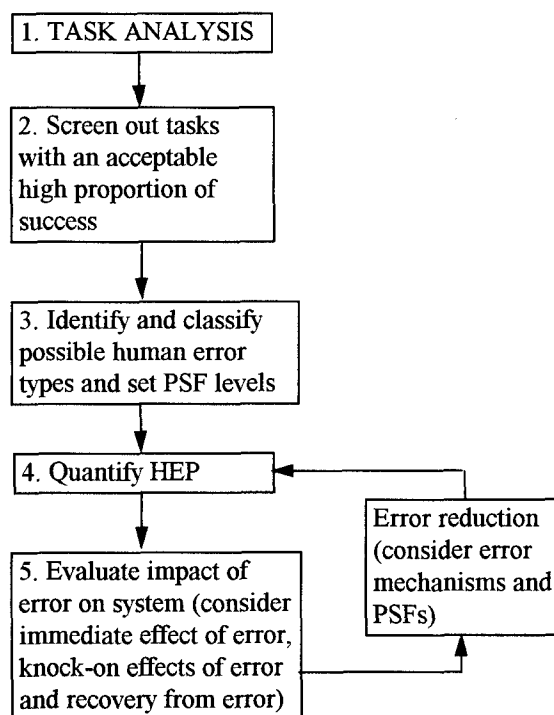 1. TASK ANALYSIS
2. Screen out tasks
with an acceptable
high proportion of
success
3. Identify and classify
possible human error
types and set PSF levels
4. Quantify HEP
Error reduction
(consider error
mechanisms and
PSFs)
5. Evaluate impact of
error on system (consider
immediate effect of error,
knock-on effects of error
and recovery from error)